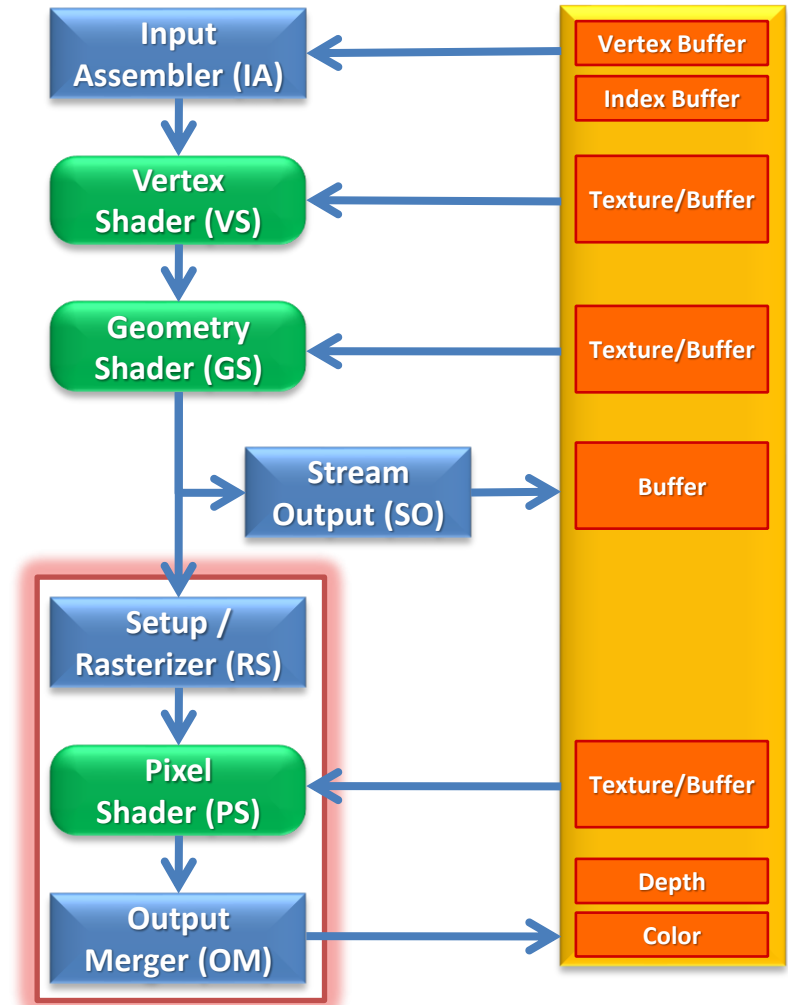 Input
Assembler (IA)
Vertex Buffer
Index Buffer
Vertex
Shader (VS)
Texture/Buffer
Geometry
Shader (GS)
Texture/Buffer
Stream
Output (SO)
Buffer
Setup /
Rasterizer (RS)
Pixel
Shader (PS)
Texture/Buffer
Output
Merger (OM)
Depth
Color